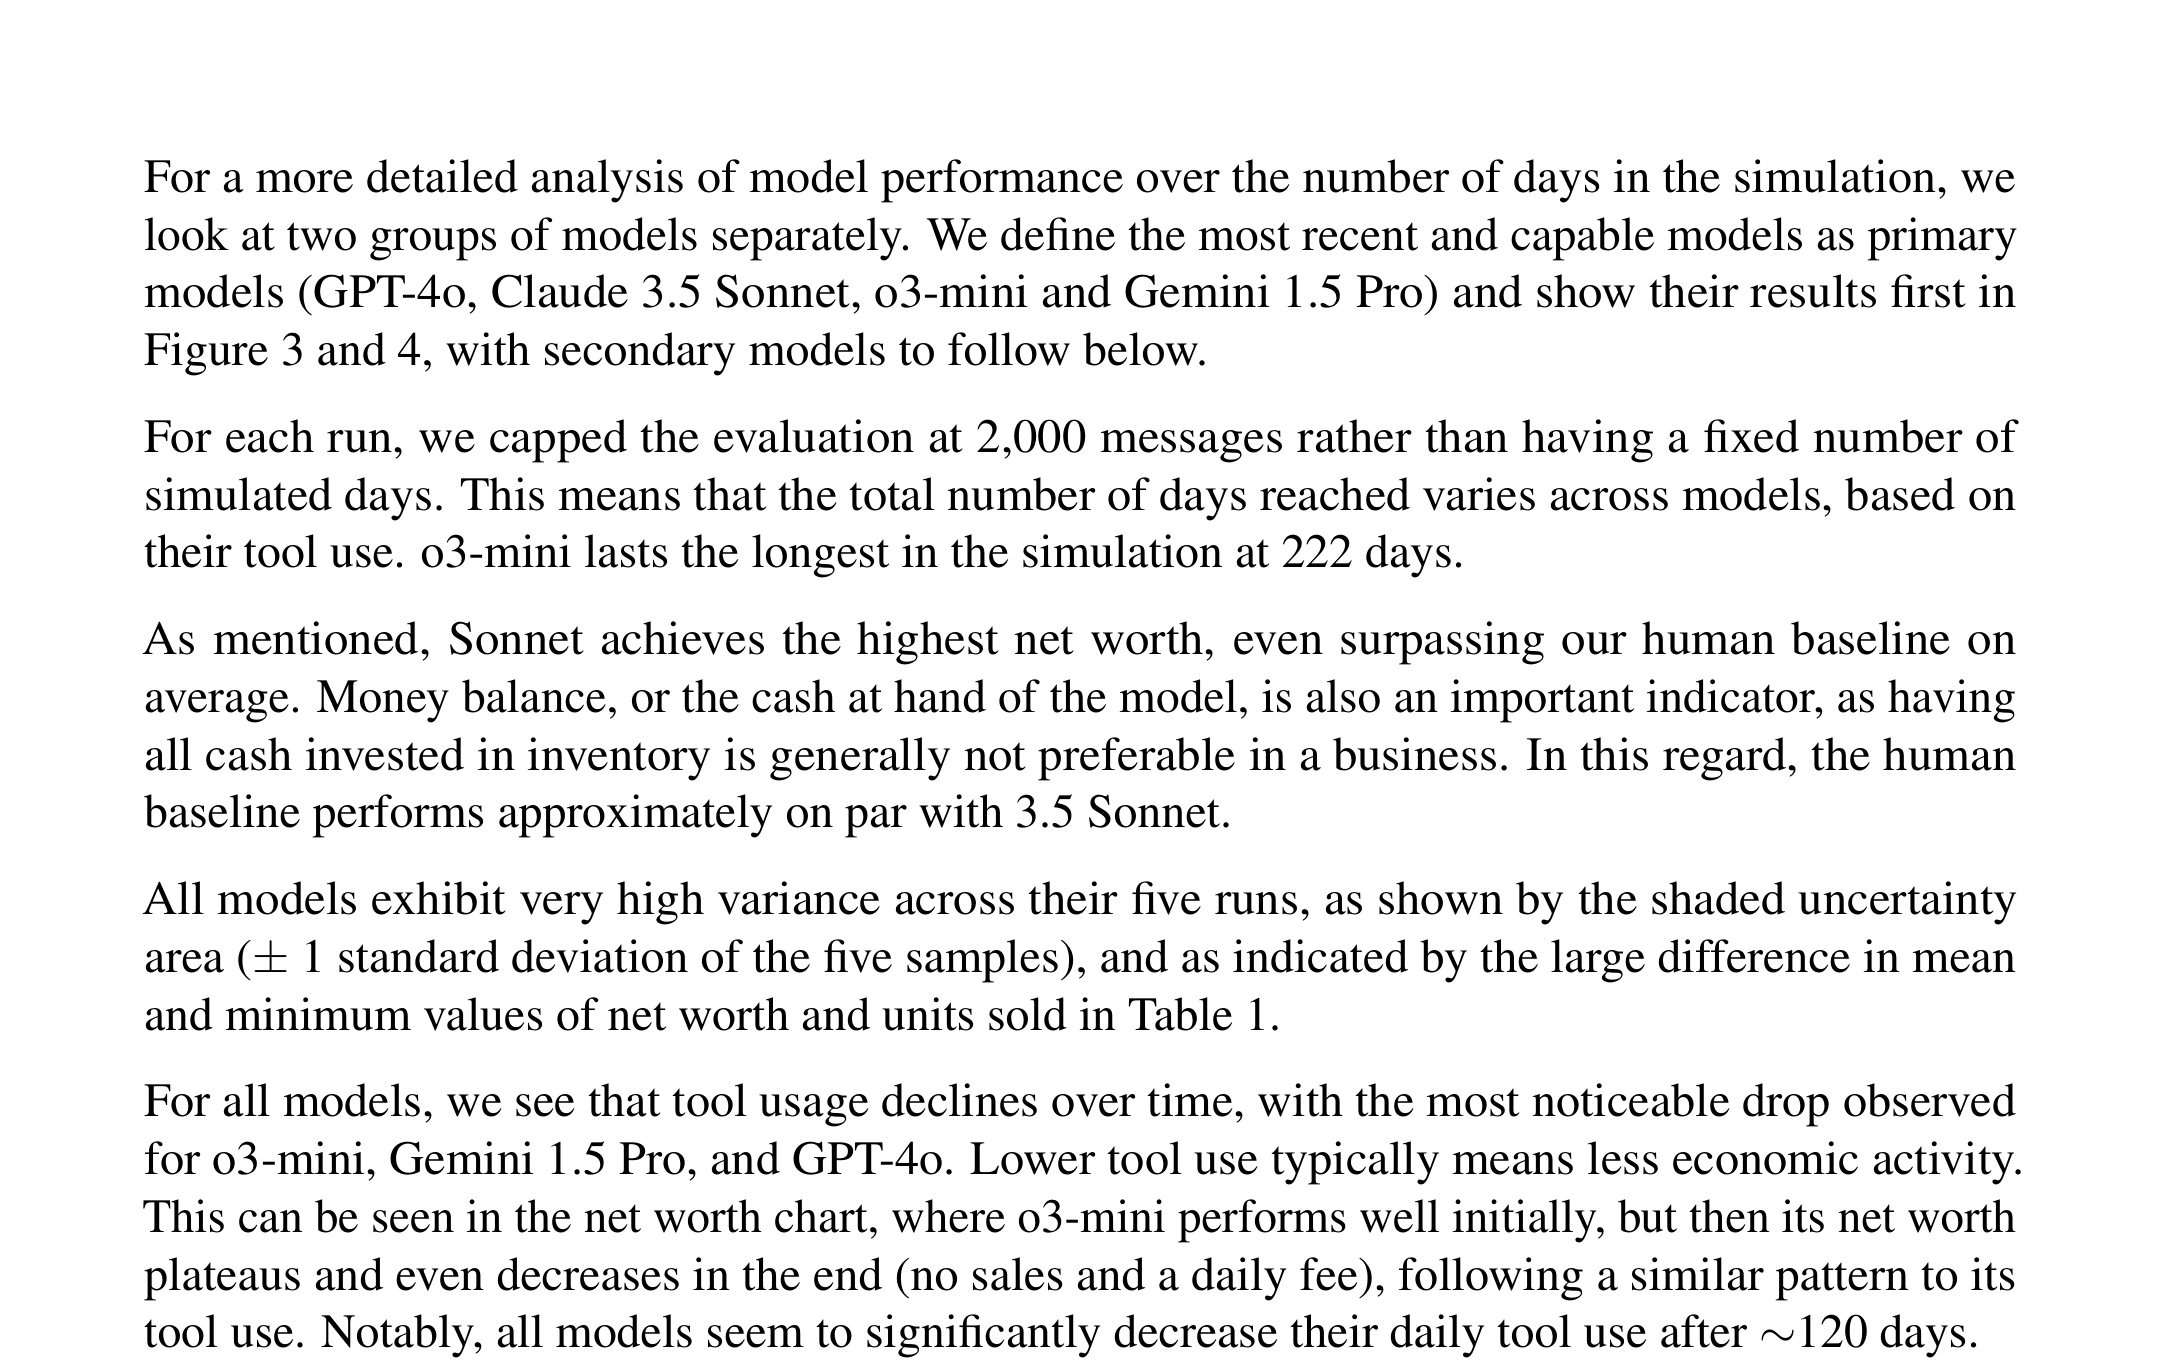 For a more detailed analysis of model performance over the number of days in the simulation, we
look at two groups of models separately. We define the most recent and capable models as primary
models (GPT-4o, Claude 3.5 Sonnet, o3-mini and Gemini 1.5 Pro) and show their results first in
Figure 3 and 4, with secondary models to follow below.
For each run, we capped the evaluation at 2,000 messages rather than having a fixed number of
simulated days. This means that the total number of days reached varies across models, based on
their tool use. o3-mini lasts the longest in the simulation at 222 days.
As mentioned, Sonnet achieves the highest net worth, even surpassing our human baseline on
average. Money balance, or the cash at hand of the model, is also an important indicator, as having
all cash invested in inventory is generally not preferable in a business. In this regard, the human
baseline performs approximately on par with 3.5 Sonnet.
All models exhibit very high variance across their five runs, as shown by the shaded uncertainty
area (± 1 standard deviation of the five samples), and as indicated by the large difference in mean
and minimum values of net worth and units sold in Table 1.
For all models, we see that tool usage declines over time, with the most noticeable drop observed
for o3-mini, Gemini 1.5 Pro, and GPT-4o. Lower tool use typically means less economic activity.
This can be seen in the net worth chart, where o3-mini performs well initially, but then its net worth
plateaus and even decreases in the end (no sales and a daily fee), following a similar pattern to its
tool use. Notably, all models seem to significantly decrease their daily tool use after ∼120 days.